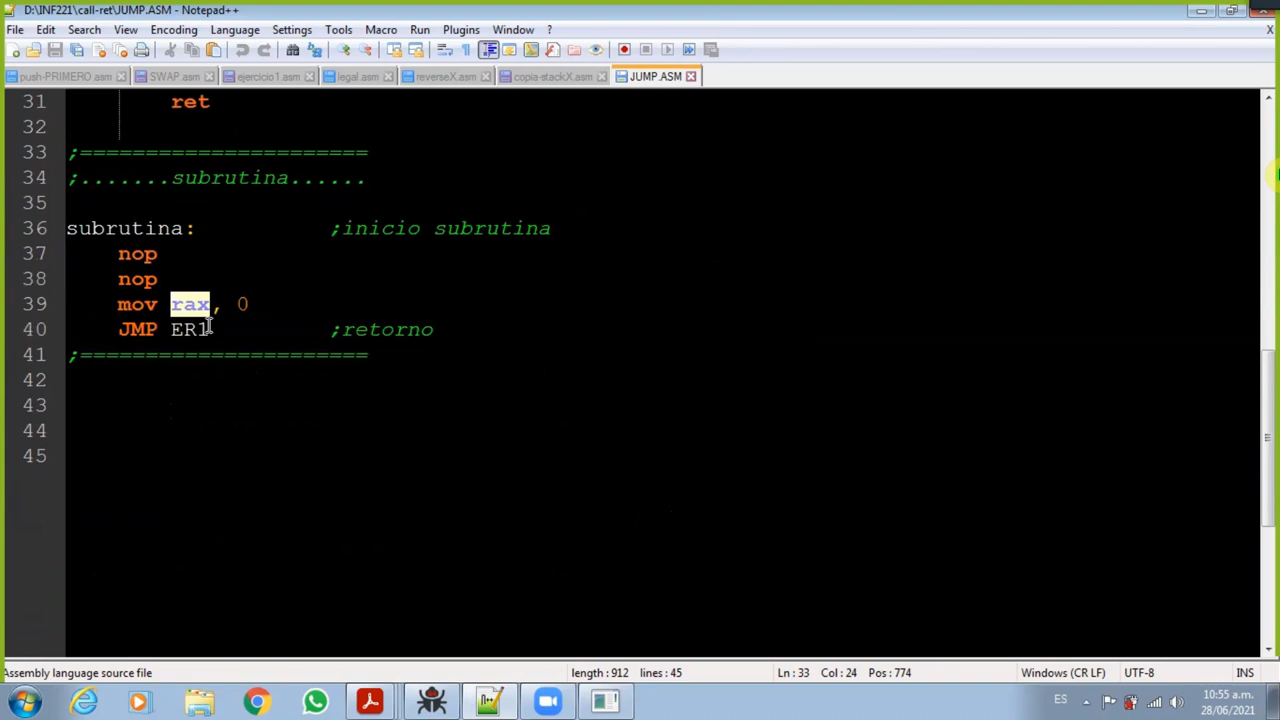 D:\INF221\call-ret\JUMP.ASM - Notepad++
File Edit Search View Encoding Language Settings Tools Macro Run Plugins Window ? X
push-PRIMERO.asm SWAP.asm ejercicio1.asm legal.asm reverseX.asm copia-stackX.asm JUMP.ASM
31 ret
32
33 ;======================
34 ;.......subrutina......
35
36 subrutina: ;inicio subrutina
37 nop
38 nop
39 mov rax, 0
40 JMP ER1 ;retorno
41 ;======================
42
43
44
45
Assembly language source file length : 912 lines : 45 Ln : 33 Col : 24 Pos : 774 Windows (CR LF) UTF-8 INS
ES 10:55 a.m.
28/06/2021